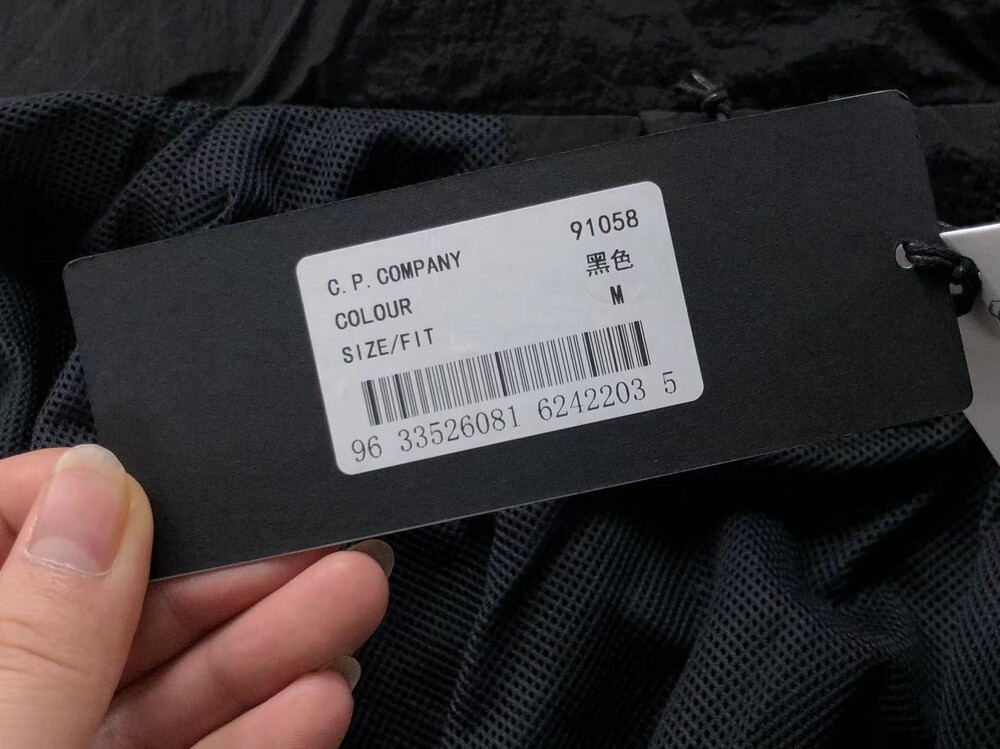 91058
C.P.COMPANY
COLOUR 黑色
SIZE/FIT M
96 33526081 6242203 5